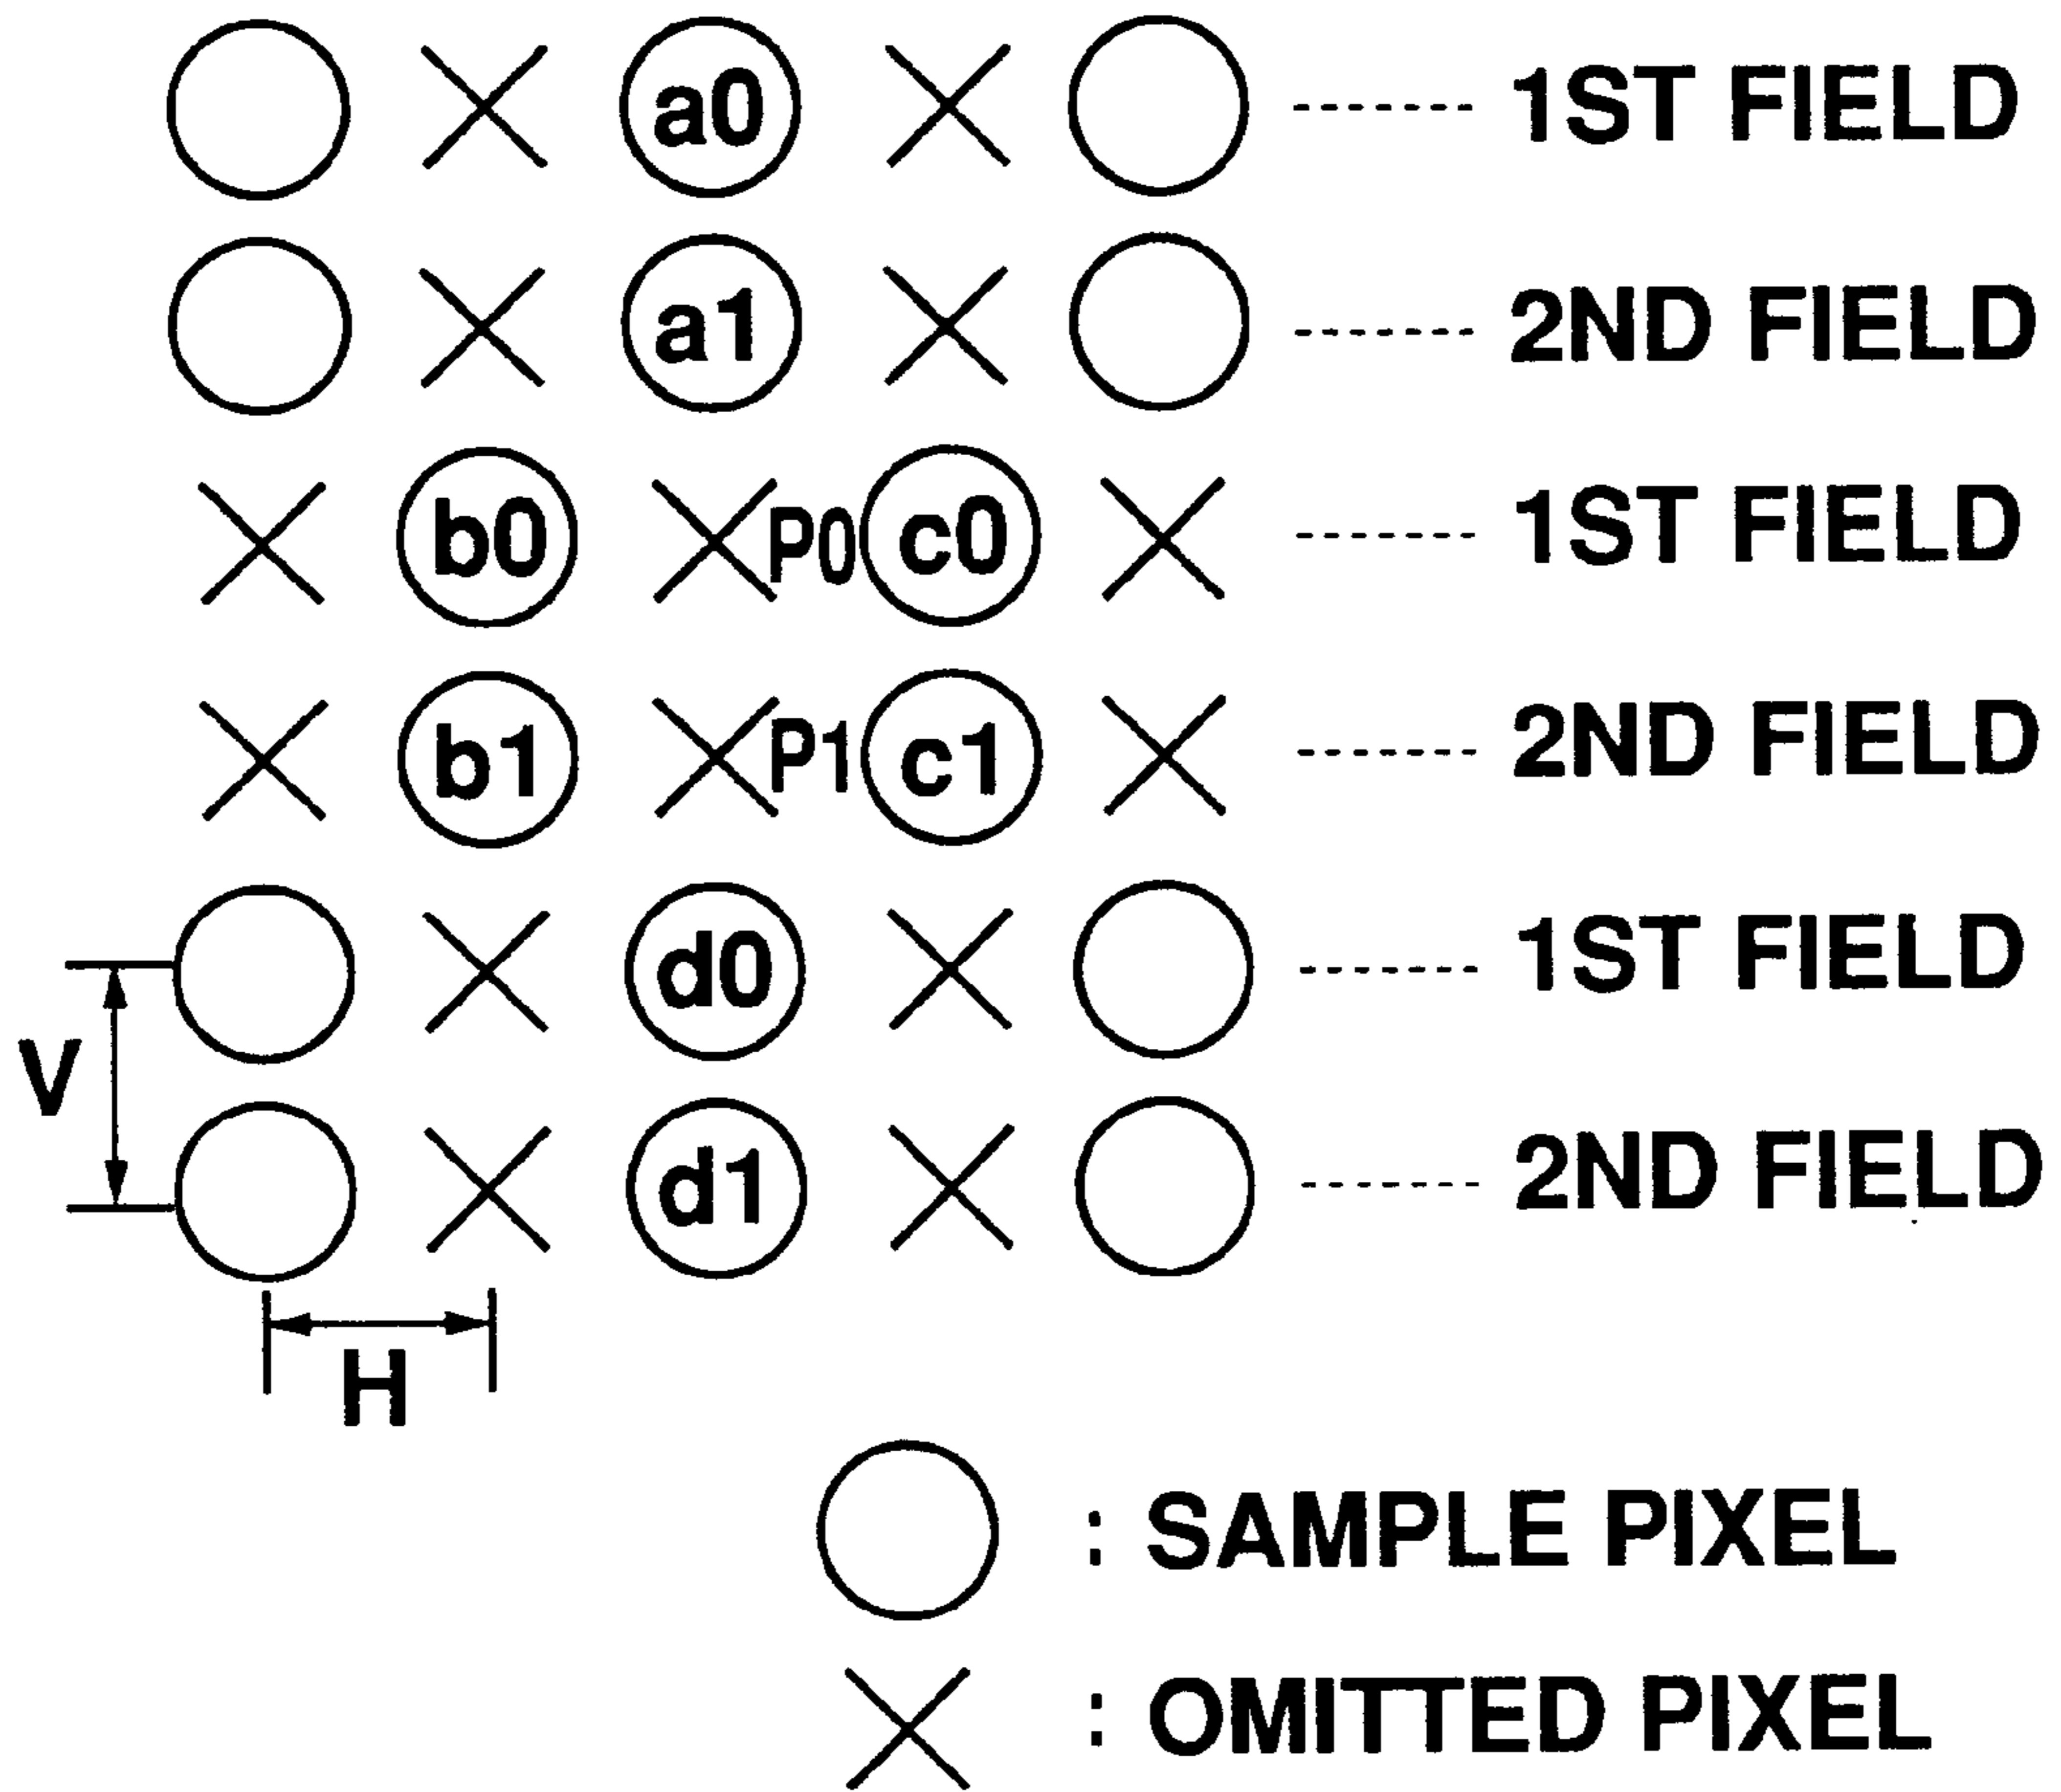 a0 ------- 1ST FIELD
a1 ------- 2ND FIELD
b0 P0 c0 ------- 1ST FIELD
b1 P1 c1 ------- 2ND FIELD
d0 ------- 1ST FIELD
V
d1 ------- 2ND FIELD
H
: SAMPLE PIXEL
: OMITTED PIXEL